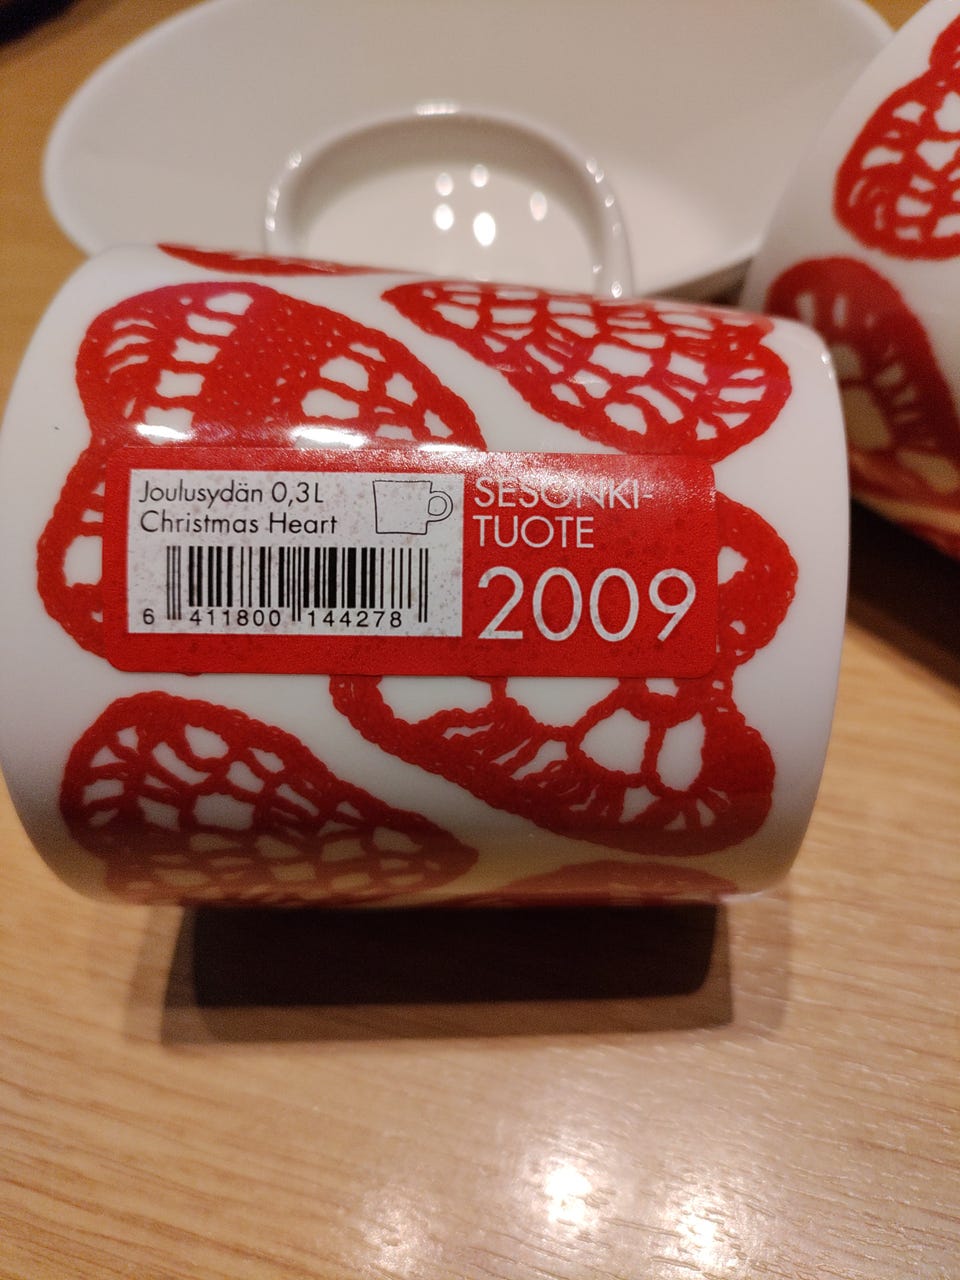 Joulusydän 0,3L
Christmas Heart
6 411800 144278
SESONKI-
TUOTE
2009